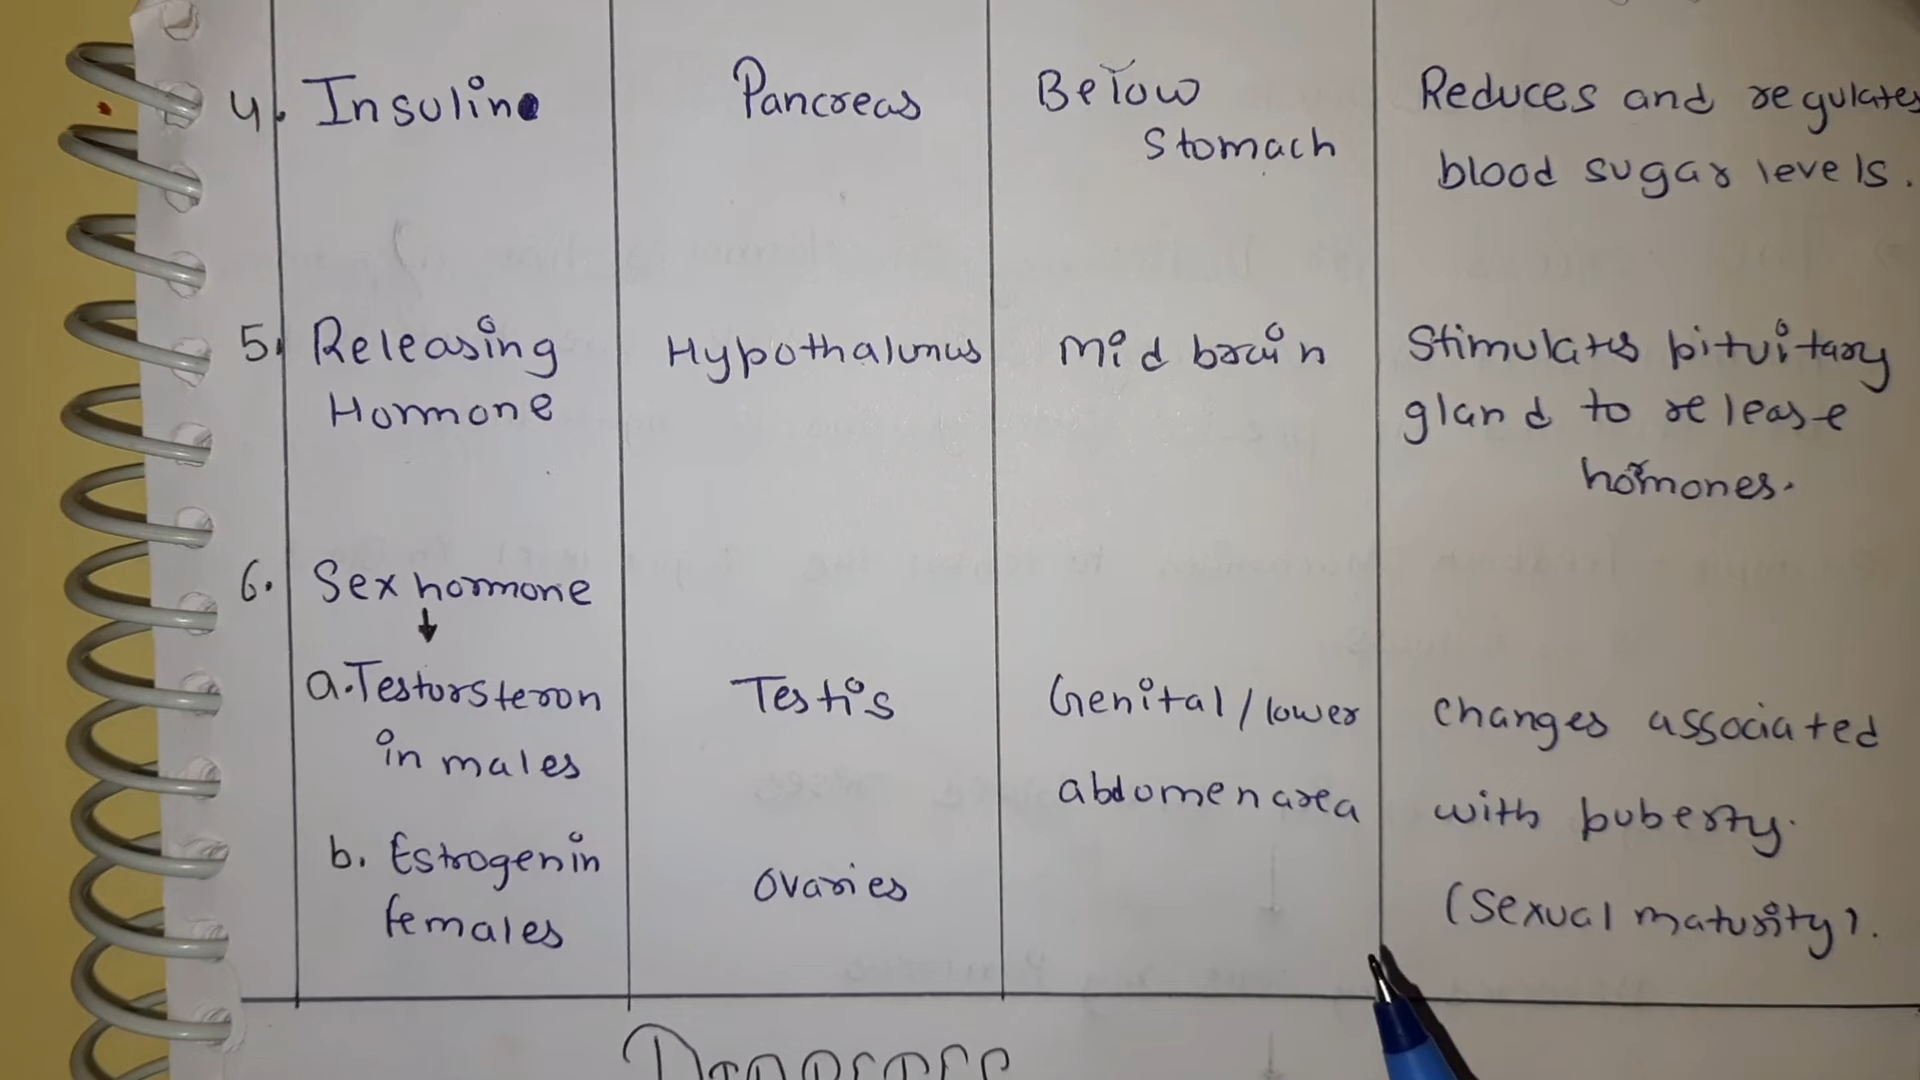 4. Insulin Pancreas Below Reduces and regulates
Stomach blood sugar levels.
5. Releasing Hypothalamus Mid brain Stimulates pituitary
Hormone gland to release
hormones.
6. Sex hormone
↓
a. Testorsteron Testis Genital / lower changes associated
in males abdomen area with puberty.
b. Estrogen in Ovaries (Sexual maturity).
females